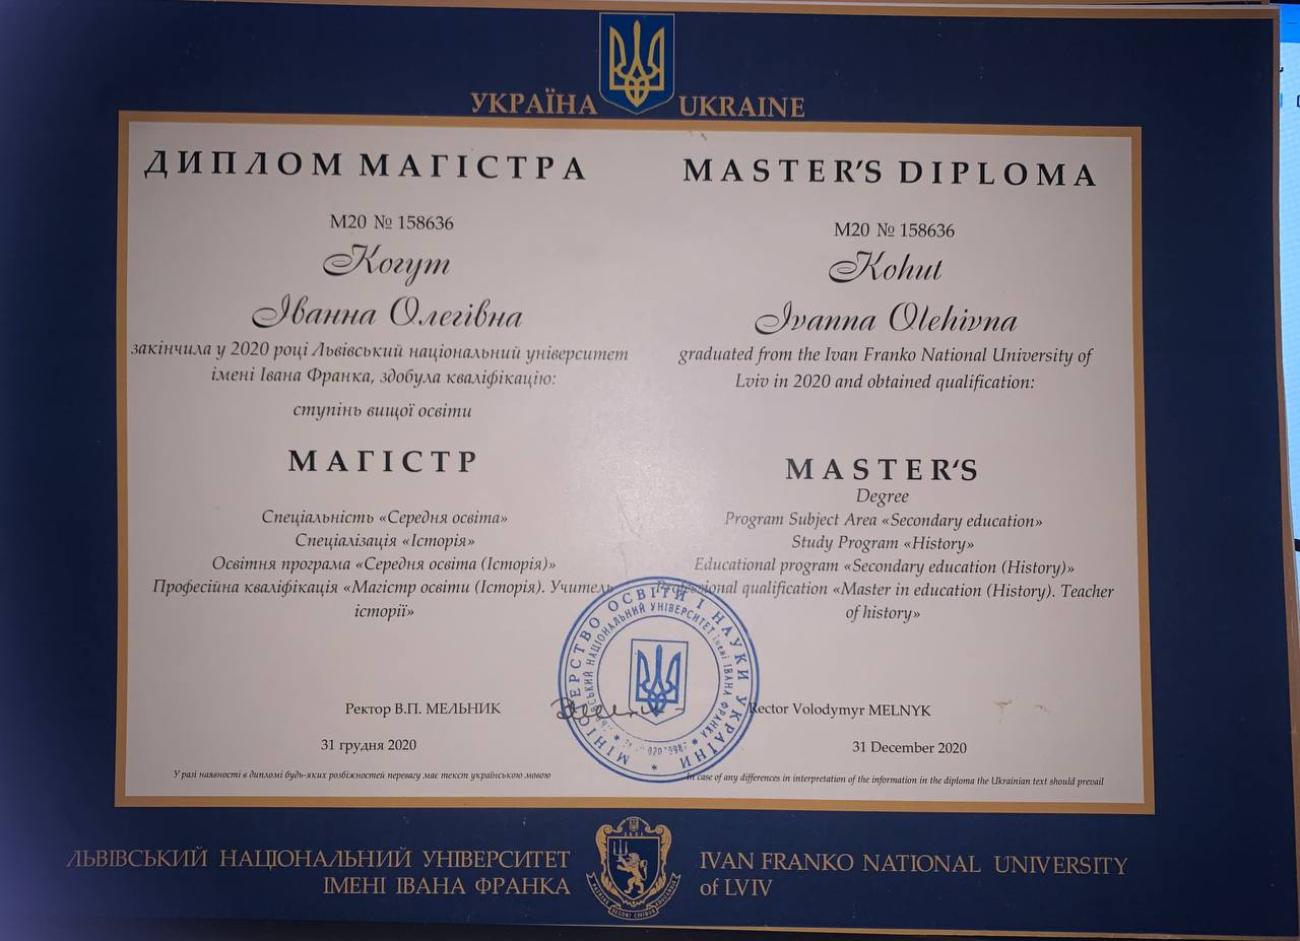 УКРАЇНА UKRAINE
ДИПЛОМ МАГІСТРА
М20 № 158636
Когут
Іванна Олегівна
закінчила у 2020 році Львівський національний університет
імені Івана Франка, здобула кваліфікацію:
ступінь вищої освіти
МАГІСТР
Спеціальність «Середня освіта»
Спеціалізація «Історія»
Освітня програма «Середня освіта (Історія)»
Професійна кваліфікація «Магістр освіти (Історія). Учитель
історії»
Ректор В.П. МЕЛЬНИК
31 грудня 2020
У разі наявності в дипломі будь-яких розбіжностей перевагу має текст українською мовою
MASTER'S DIPLOMA
M20 № 158636
Kohut
Ivanna Olehivna
graduated from the Ivan Franko National University of
Lviv in 2020 and obtained qualification:
MASTER'S
Degree
Program Subject Area «Secondary education»
Study Program «History»
Educational program «Secondary education (History)»
Professional qualification «Master in education (History). Teacher
of history»
Rector Volodymyr MELNYK
31 December 2020
In case of any differences in interpretation of the information in the diploma the Ukrainian text should prevail
МІНІСТЕРСТВО ОСВІТИ І НАУКИ УКРАЇНИ
ЛЬВІВСЬКИЙ НАЦІОНАЛЬНИЙ УНІВЕРСИТЕТ імені ІВАНА ФРАНКА
ЛЬВІВСЬКИЙ НАЦІОНАЛЬНИЙ УНІВЕРСИТЕТ
ІМЕНІ ІВАНА ФРАНКА
IVAN FRANKO NATIONAL UNIVERSITY
of LVIV